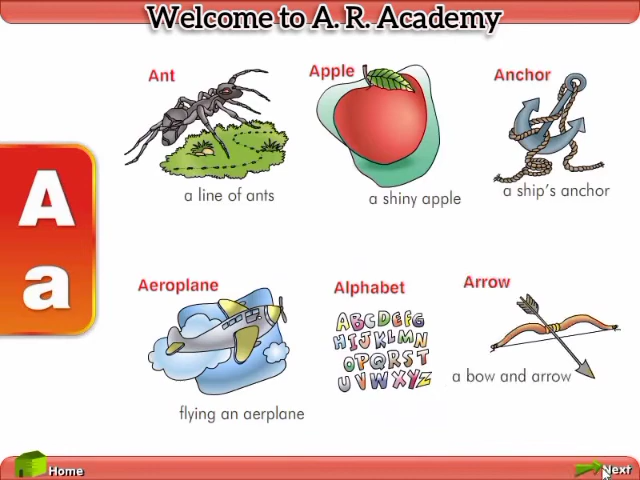 Welcome to A. R. Academy
Ant
Apple
Anchor
a line of ants
a shiny apple
a ship's anchor
A
a
Aeroplane
Alphabet
Arrow
ABCDEFG
HIJKLMN
OPQRST
UVWXYZ
a bow and arrow
flying an aerplane
Home
Next